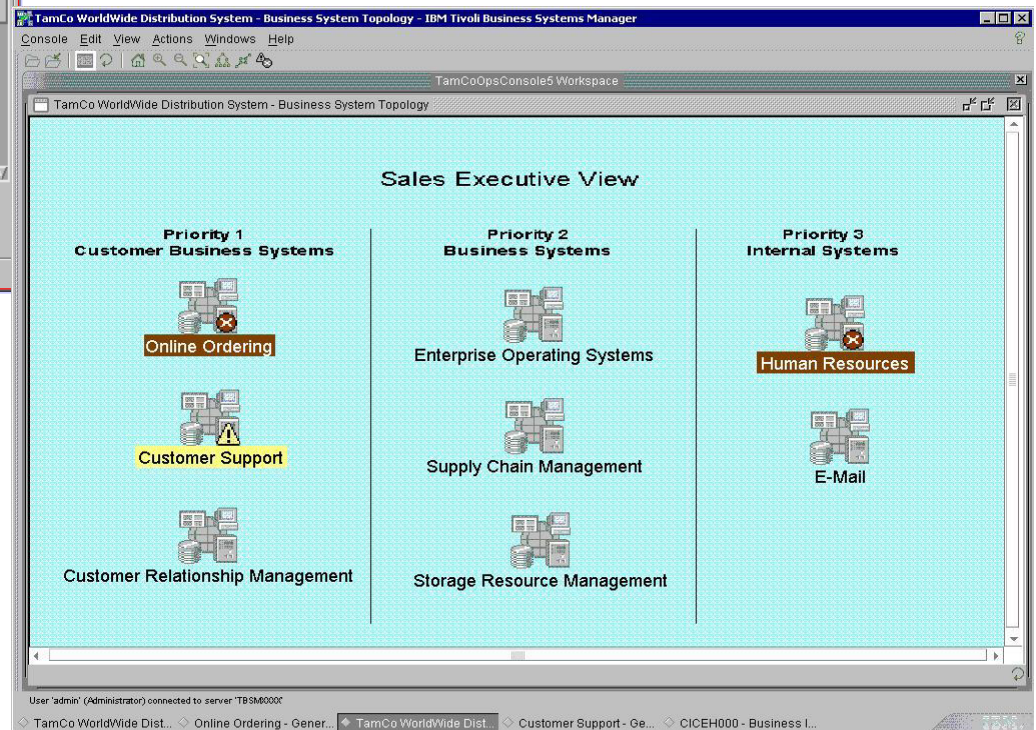 TamCo WorldWide Distribution System - Business System Topology - IBM Tivoli Business Systems Manager
Console Edit View Actions Windows Help
TamCoOpsConsole5 Workspace
TamCo WorldWide Distribution System - Business System Topology
Sales Executive View
Priority 1
Customer Business Systems
Online Ordering
Customer Support
Customer Relationship Management
Priority 2
Business Systems
Enterprise Operating Systems
Supply Chain Management
Storage Resource Management
Priority 3
Internal Systems
Human Resources
E-Mail
User 'admin' (Administrator) connected to server
TamCo WorldWide Dist... Online Ordering - Gener... TamCo WorldWide Dist... Customer Support - Ge... CICEH000 - Business I...